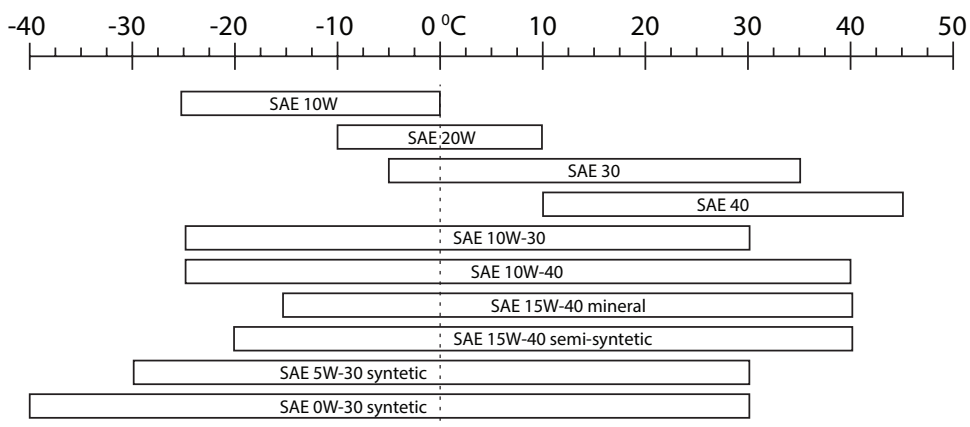 -40 -30 -20 -10 0 ⁰C 10 20 30 40 50
SAE 10W
SAE 20W
SAE 30
SAE 40
SAE 10W-30
SAE 10W-40
SAE 15W-40 mineral
SAE 15W-40 semi-syntetic
SAE 5W-30 syntetic
SAE 0W-30 syntetic